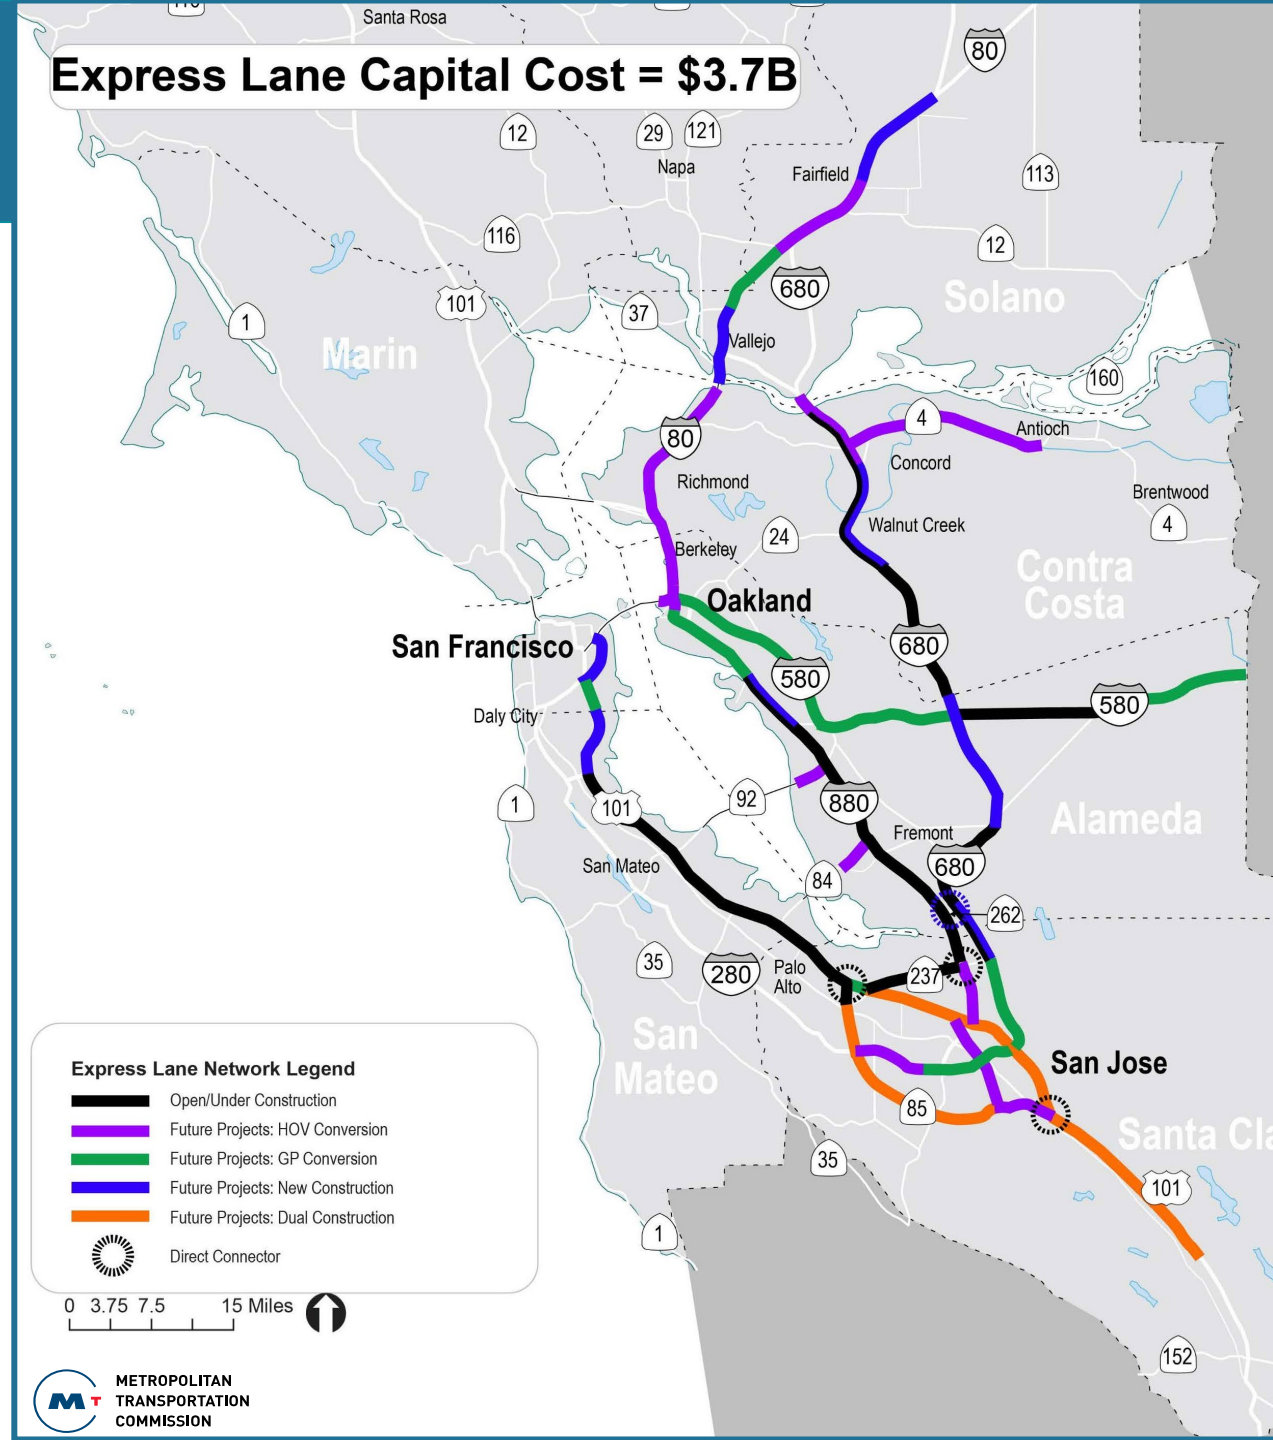 Santa Rosa
Express Lane Capital Cost = $3.7B
80
12
29
121
Napa
Fairfield
113
116
12
101
680
Solano
1
37
Marin
Vallejo
160
80
4
Antioch
Concord
Richmond
Brentwood
4
Walnut Creek
24
Berkeley
Contra
Costa
Oakland
San Francisco
680
580
580
Daly City
1
101
92
880
Alameda
Fremont
San Mateo
84
680
262
35
280
Palo
Alto
237
San
Mateo
San Jose
85
Santa Cla
35
101
1
152
Express Lane Network Legend
Open/Under Construction
Future Projects: HOV Conversion
Future Projects: GP Conversion
Future Projects: New Construction
Future Projects: Dual Construction
Direct Connector
0 3.75 7.5 15 Miles
M T
METROPOLITAN
TRANSPORTATION
COMMISSION